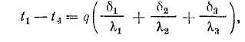 t₁ − t₄ = q ( δ₁/λ₁ + δ₂/λ₂ + δ₃/λ₃ ),